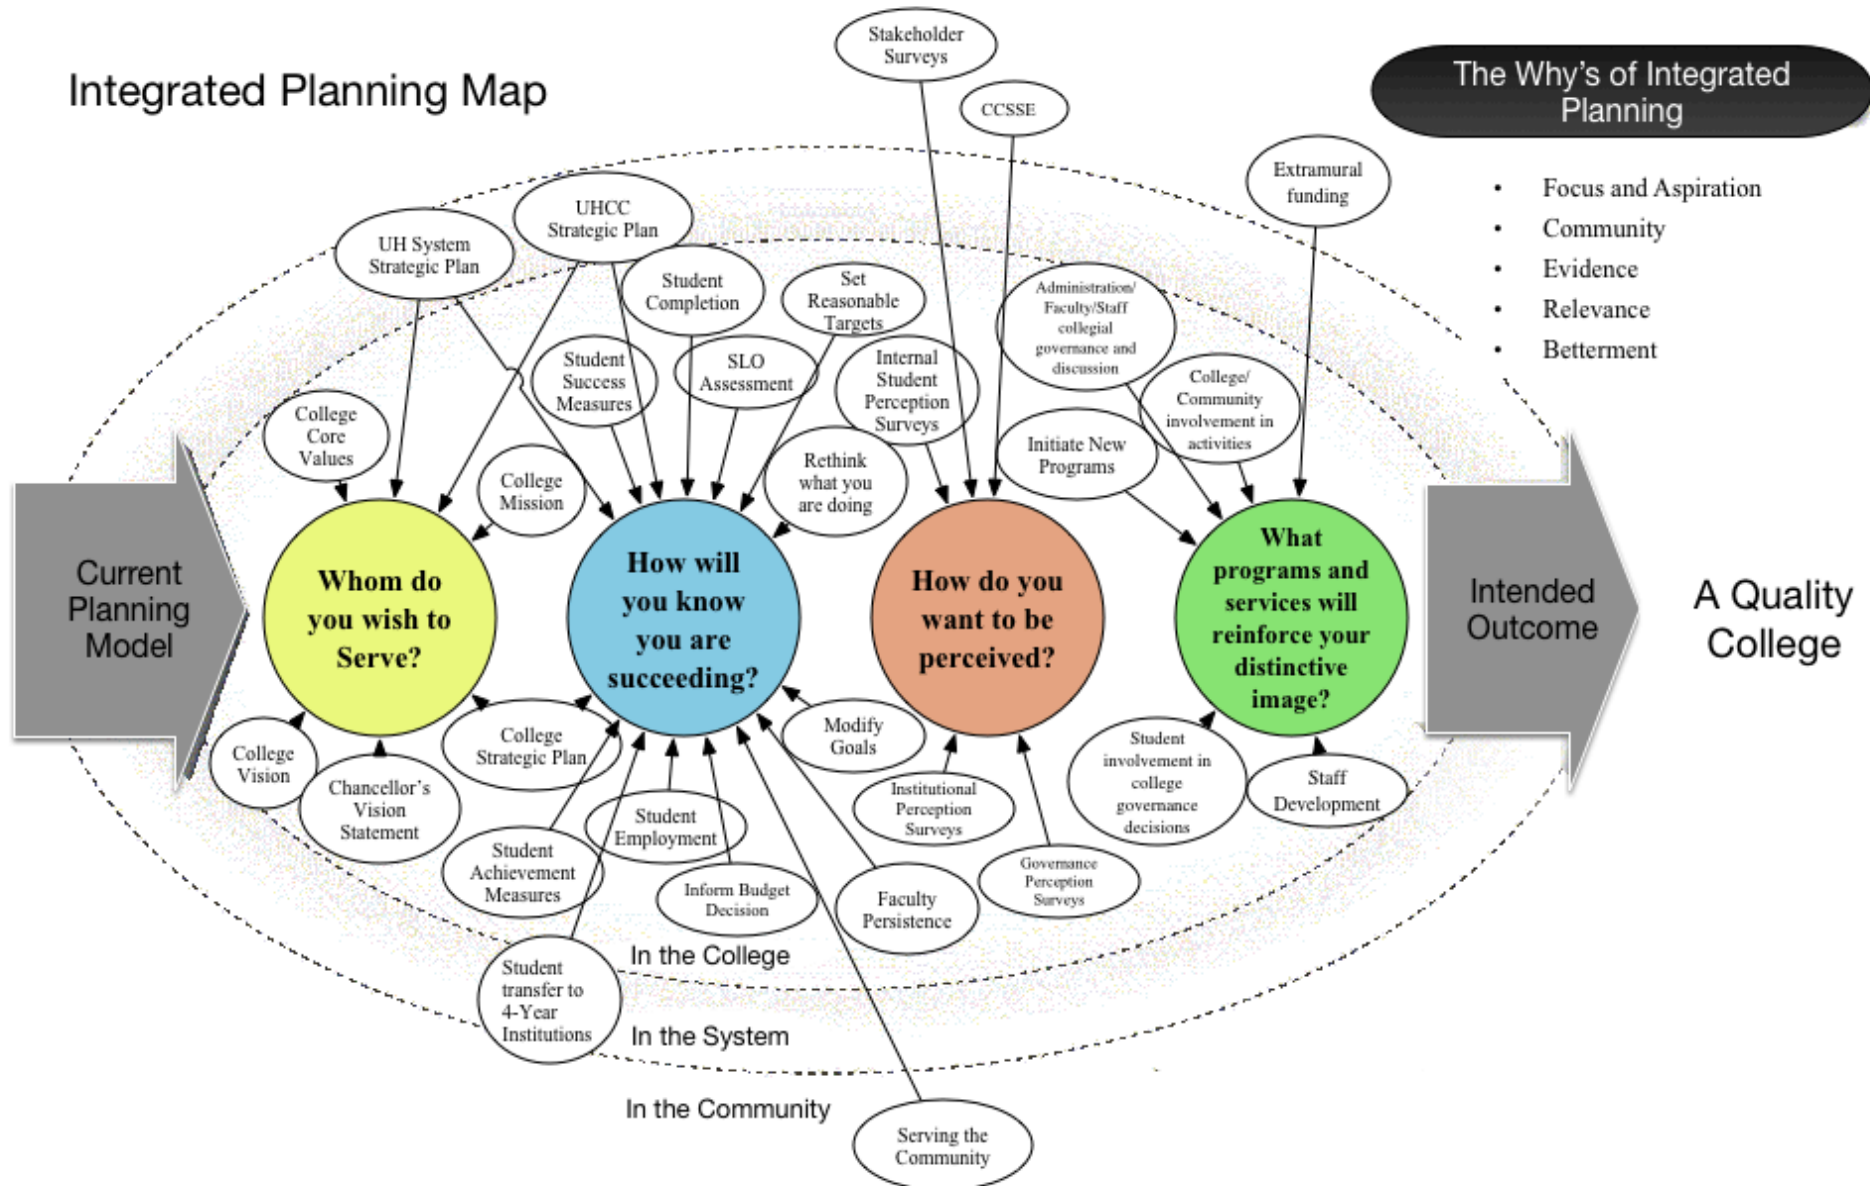 Integrated Planning Map
Stakeholder
Surveys
CCSSE
The Why's of Integrated
Planning
Extramural
funding
• Focus and Aspiration
• Community
• Evidence
• Relevance
• Betterment
UH System
Strategic Plan
UHCC
Strategic Plan
Student
Completion
Set
Reasonable
Targets
Administration/
Faculty/Staff
collegial
governance and
discussion
Student
Success
Measures
SLO
Assessment
Internal
Student
Perception
Surveys
College/
Community
involvement in
activities
College
Core
Values
College
Mission
Rethink
what you
are doing
Initiate New
Programs
Current
Planning
Model
Whom do
you wish to
Serve?
How will
you know
you are
succeeding?
How do you
want to be
perceived?
What
programs and
services will
reinforce your
distinctive
image?
Intended
Outcome
A Quality
College
College
Vision
Chancellor's
Vision
Statement
College
Strategic Plan
Modify
Goals
Student
involvement in
college
governance
decisions
Staff
Development
Student
Achievement
Measures
Student
Employment
Institutional
Perception
Surveys
Inform Budget
Decision
Faculty
Persistence
Governance
Perception
Surveys
In the College
Student
transfer to
4-Year
Institutions
In the System
In the Community
Serving the
Community